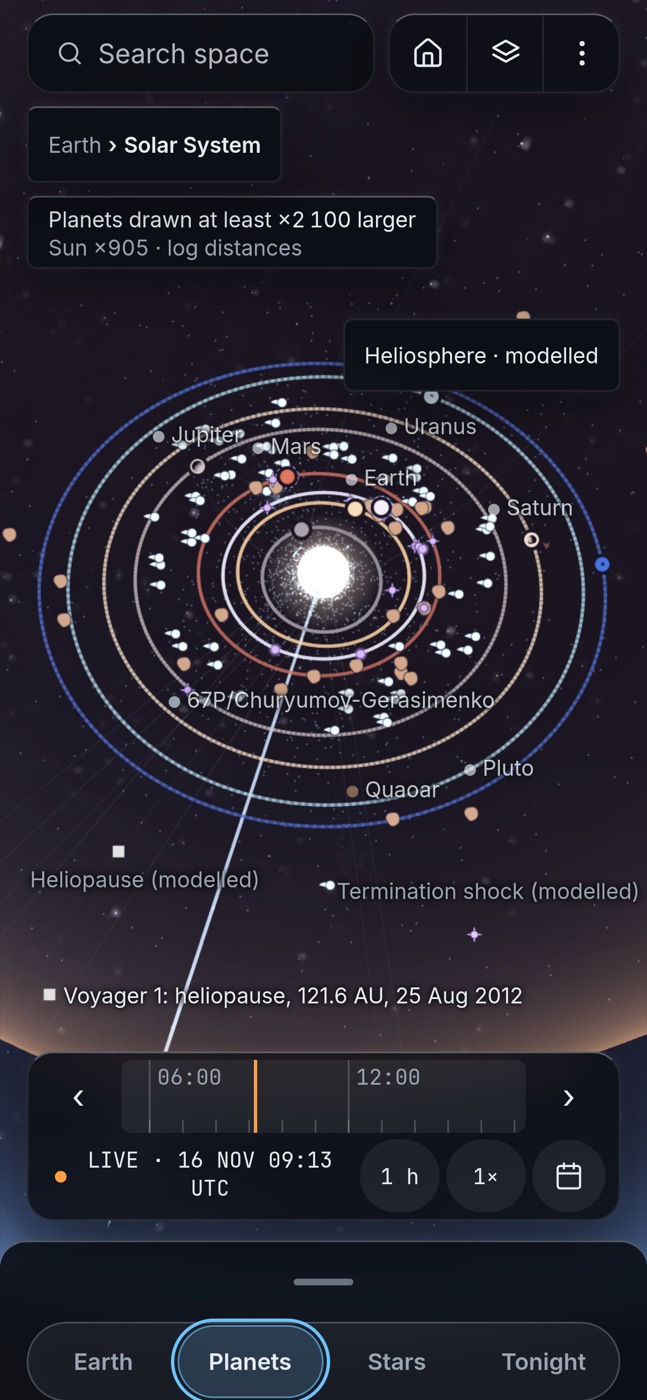 Search space
Earth › Solar System
Planets drawn at least ×2 100 larger
Sun ×905 · log distances
Heliosphere · modelled
Uranus
Jupiter
Mars
Earth
Saturn
67P/Churyumov-Gerasimenko
Pluto
Quaoar
Heliopause (modelled)
Termination shock (modelled)
Voyager 1: heliopause, 121.6 AU, 25 Aug 2012
‹
06:00
12:00
›
LIVE · 16 NOV 09:13
UTC
1 h
1×
Earth
Planets
Stars
Tonight